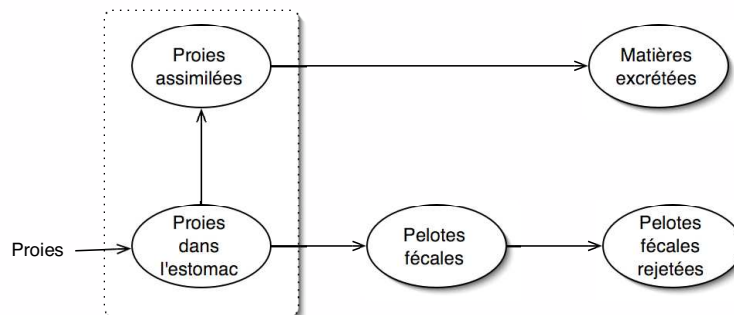 Proies
assimilées
Matières
excrétées
Proies
Proies
dans
l'estomac
Pelotes
fécales
Pelotes
fécales
rejetées